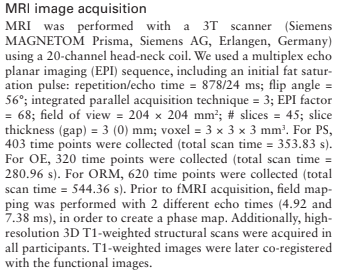 MRI image acquisition
MRI was performed with a 3T scanner (Siemens
MAGNETOM Prisma, Siemens AG, Erlangen, Germany)
using a 20-channel head-neck coil. We used a multiplex echo
planar imaging (EPI) sequence, including an initial fat satur-
ation pulse: repetition/echo time = 878/24 ms; flip angle =
56°; integrated parallel acquisition technique = 3; EPI factor
= 68; field of view = 204 × 204 mm²; # slices = 45; slice
thickness (gap) = 3 (0) mm; voxel = 3 × 3 × 3 mm³. For PS,
403 time points were collected (total scan time = 353.83 s).
For OE, 320 time points were collected (total scan time =
280.96 s). For ORM, 620 time points were collected (total
scan time = 544.36 s). Prior to fMRI acquisition, field map-
ping was performed with 2 different echo times (4.92 and
7.38 ms), in order to create a phase map. Additionally, high-
resolution 3D T1-weighted structural scans were acquired in
all participants. T1-weighted images were later co-registered
with the functional images.